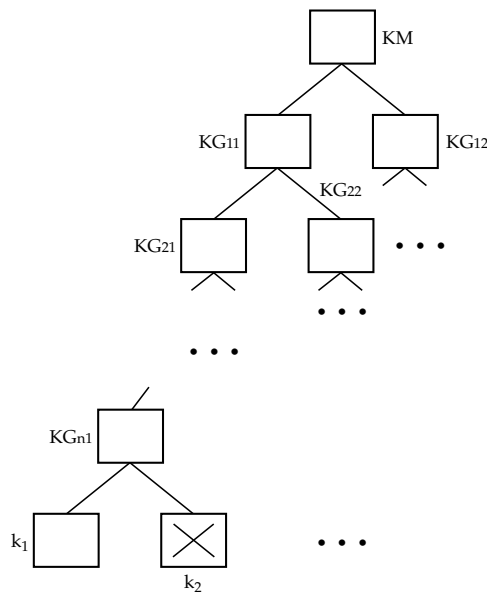 KM
KG11
KG12
KG22
KG21
• • •
• • •
• • •
KGn1
k1
• • •
k2